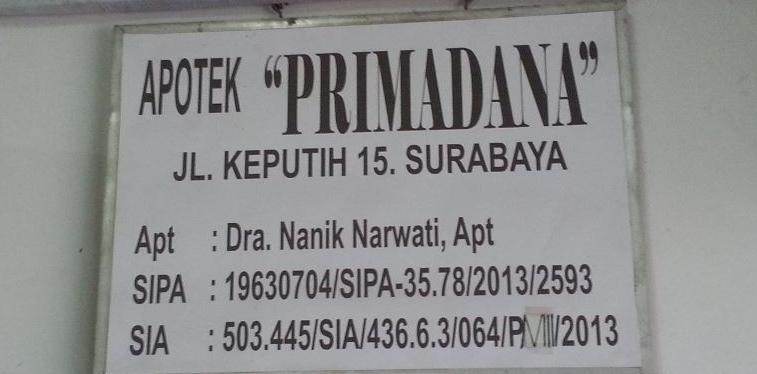 APOTEK “PRIMADANA”
JL. KEPUTIH 15. SURABAYA
Apt : Dra. Nanik Narwati, Apt
SIPA : 19630704/SIPA-35.78/2013/2593
SIA : 503.445/SIA/436.6.3/064/P/VIII/2013